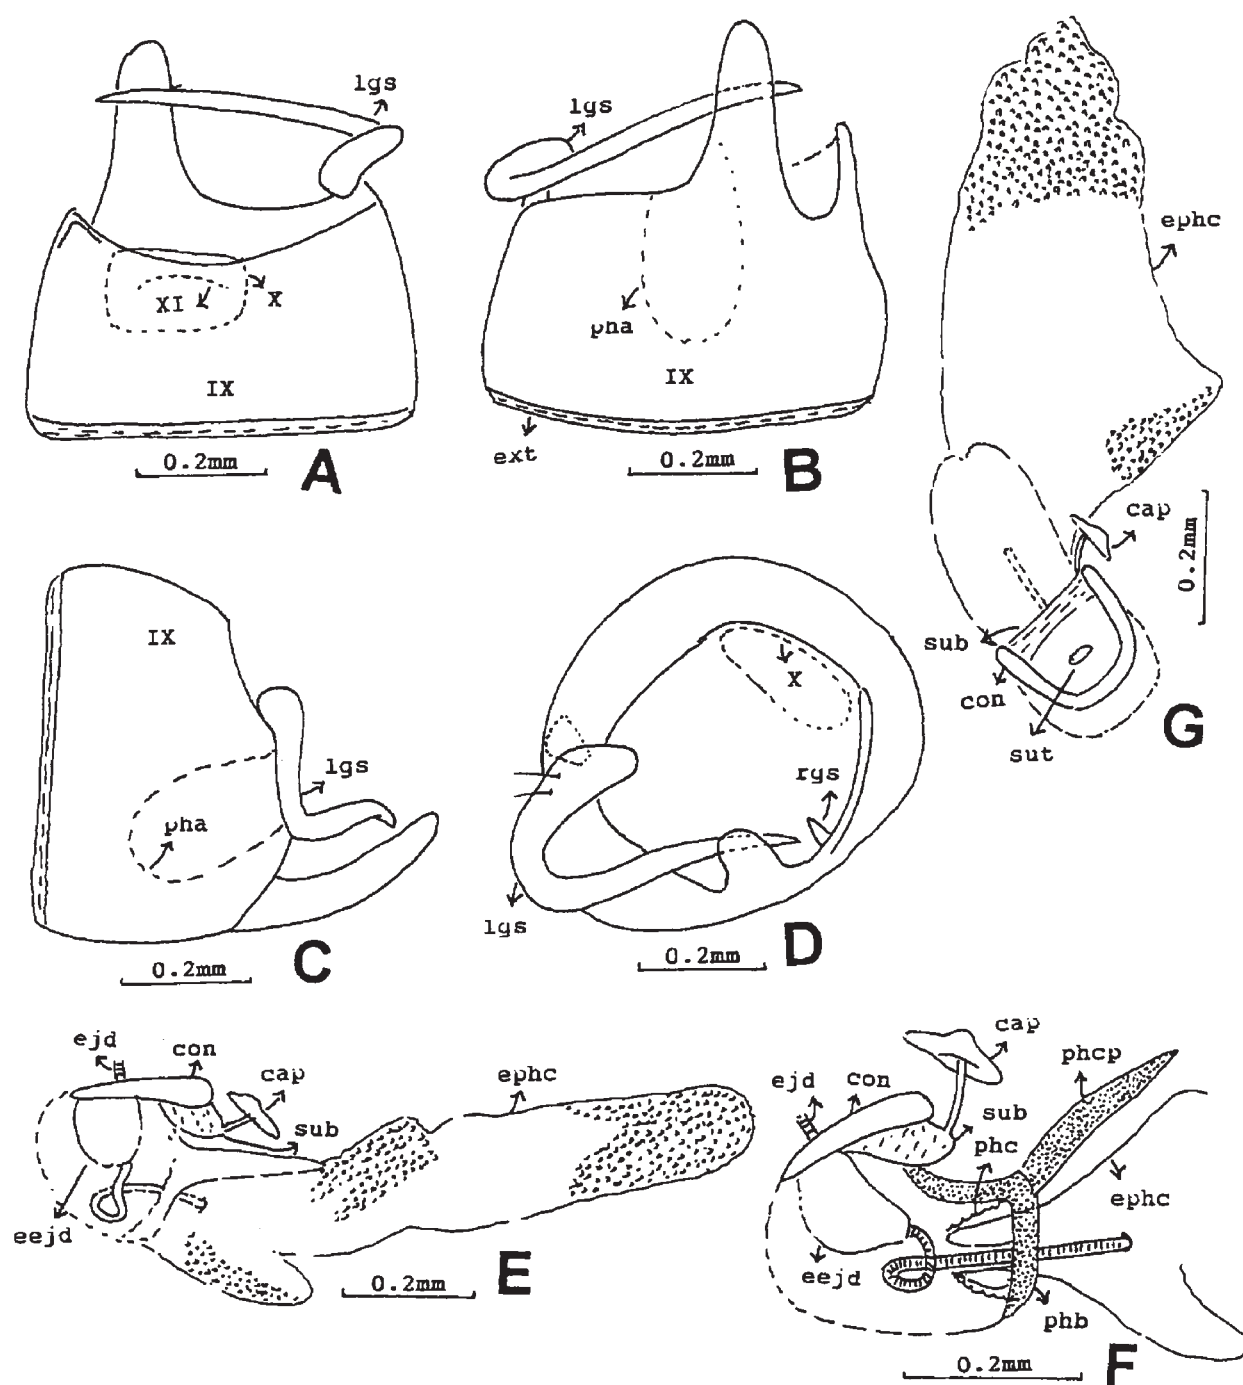 lgs
XI
X
IX
0.2mm
A
lgs
pha
IX
ext
0.2mm
B
ephc
cap
0.2mm
sub
con
sut
G
IX
lgs
pha
0.2mm
C
X
rgs
lgs
0.2mm
D
ejd
con
cap
ephc
sub
eejd
0.2mm
E
cap
phcp
ejd
con
sub
phc
ephc
eejd
phb
0.2mm
F